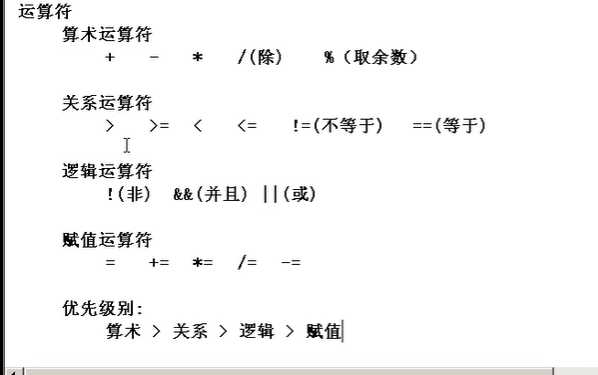 运算符
算术运算符
+ - * /(除) %（取余数）
关系运算符
> >= < <= !=(不等于) ==(等于)
逻辑运算符
!(非) &&(并且) ||(或)
赋值运算符
= += *= /= -=
优先级别:
算术 > 关系 > 逻辑 > 赋值